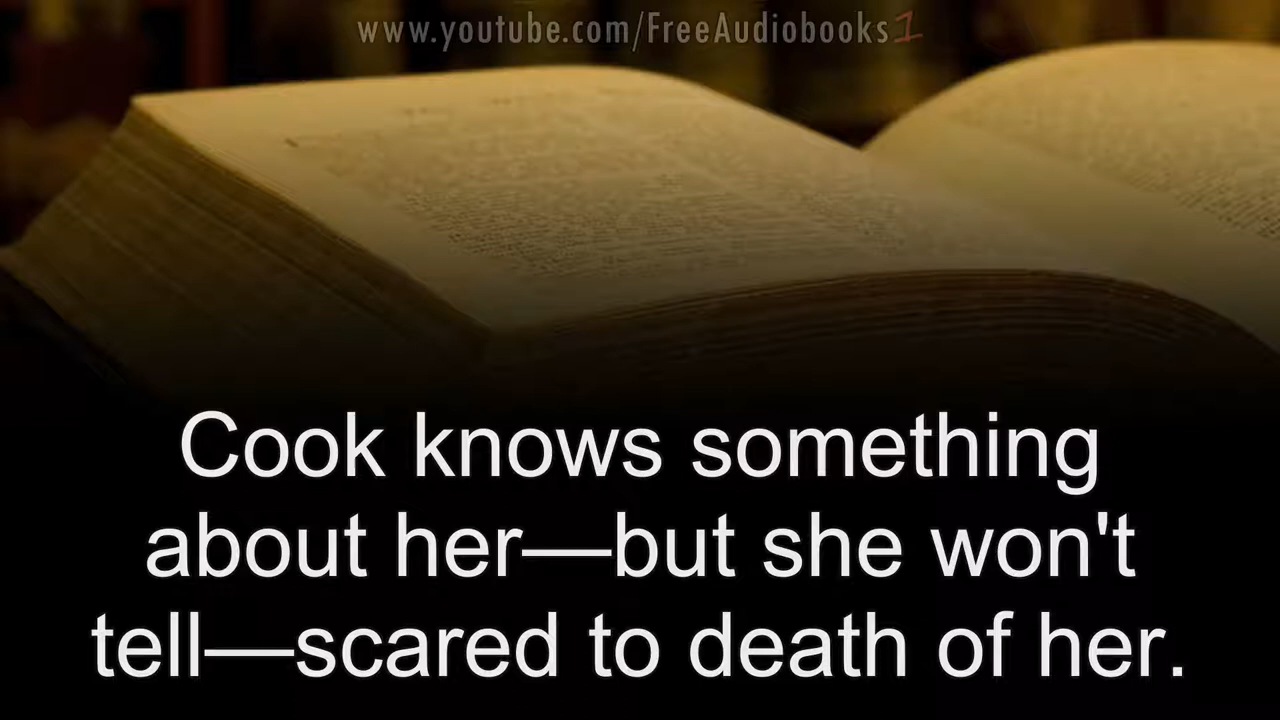 www.youtube.com/FreeAudiobooks1
Cook knows something
about her—but she won't
tell—scared to death of her.